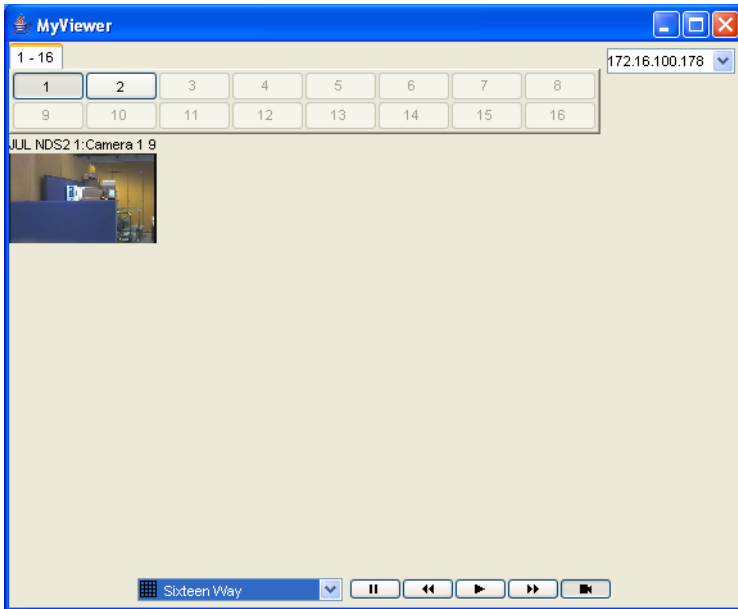 MyViewer
1 - 16
172.16.100.178
1 2 3 4 5 6 7 8
9 10 11 12 13 14 15 16
JUL NDS2 1:Camera 1 9
Sixteen Way